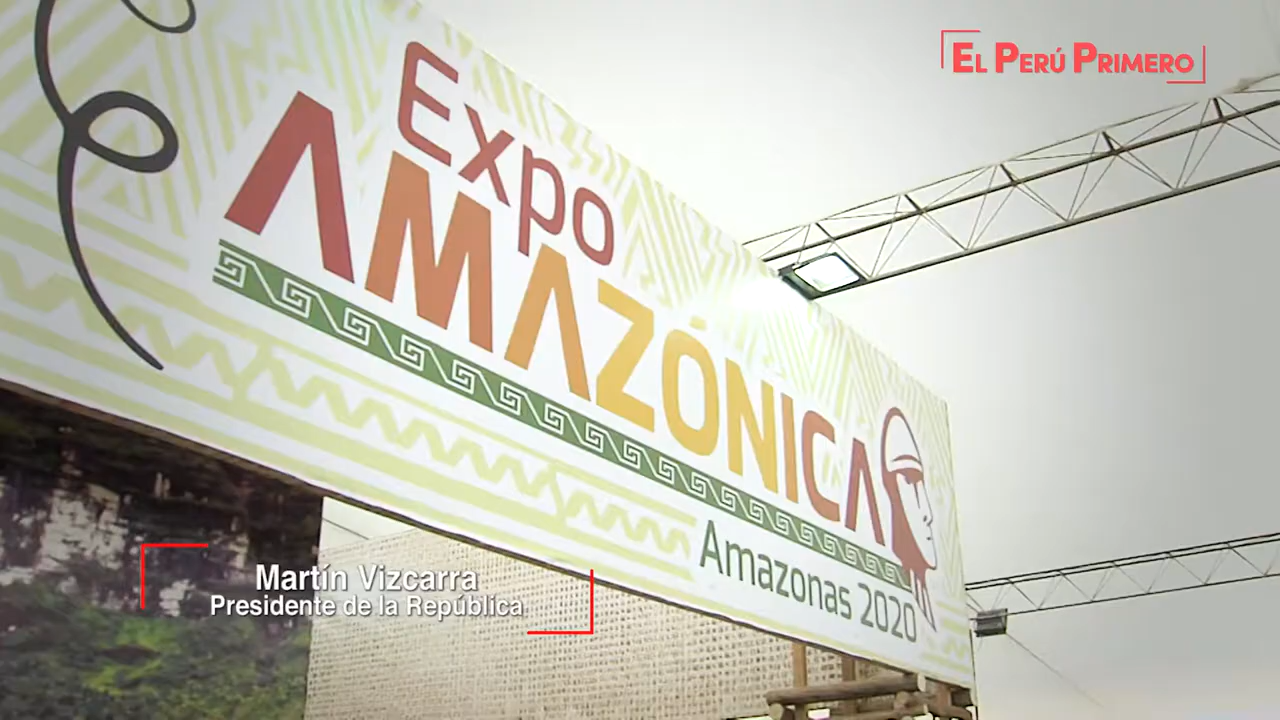 EL PERÚ PRIMERO
Expo
AMAZÓNICA
Amazonas 2020
Martín Vizcarra
Presidente de la República